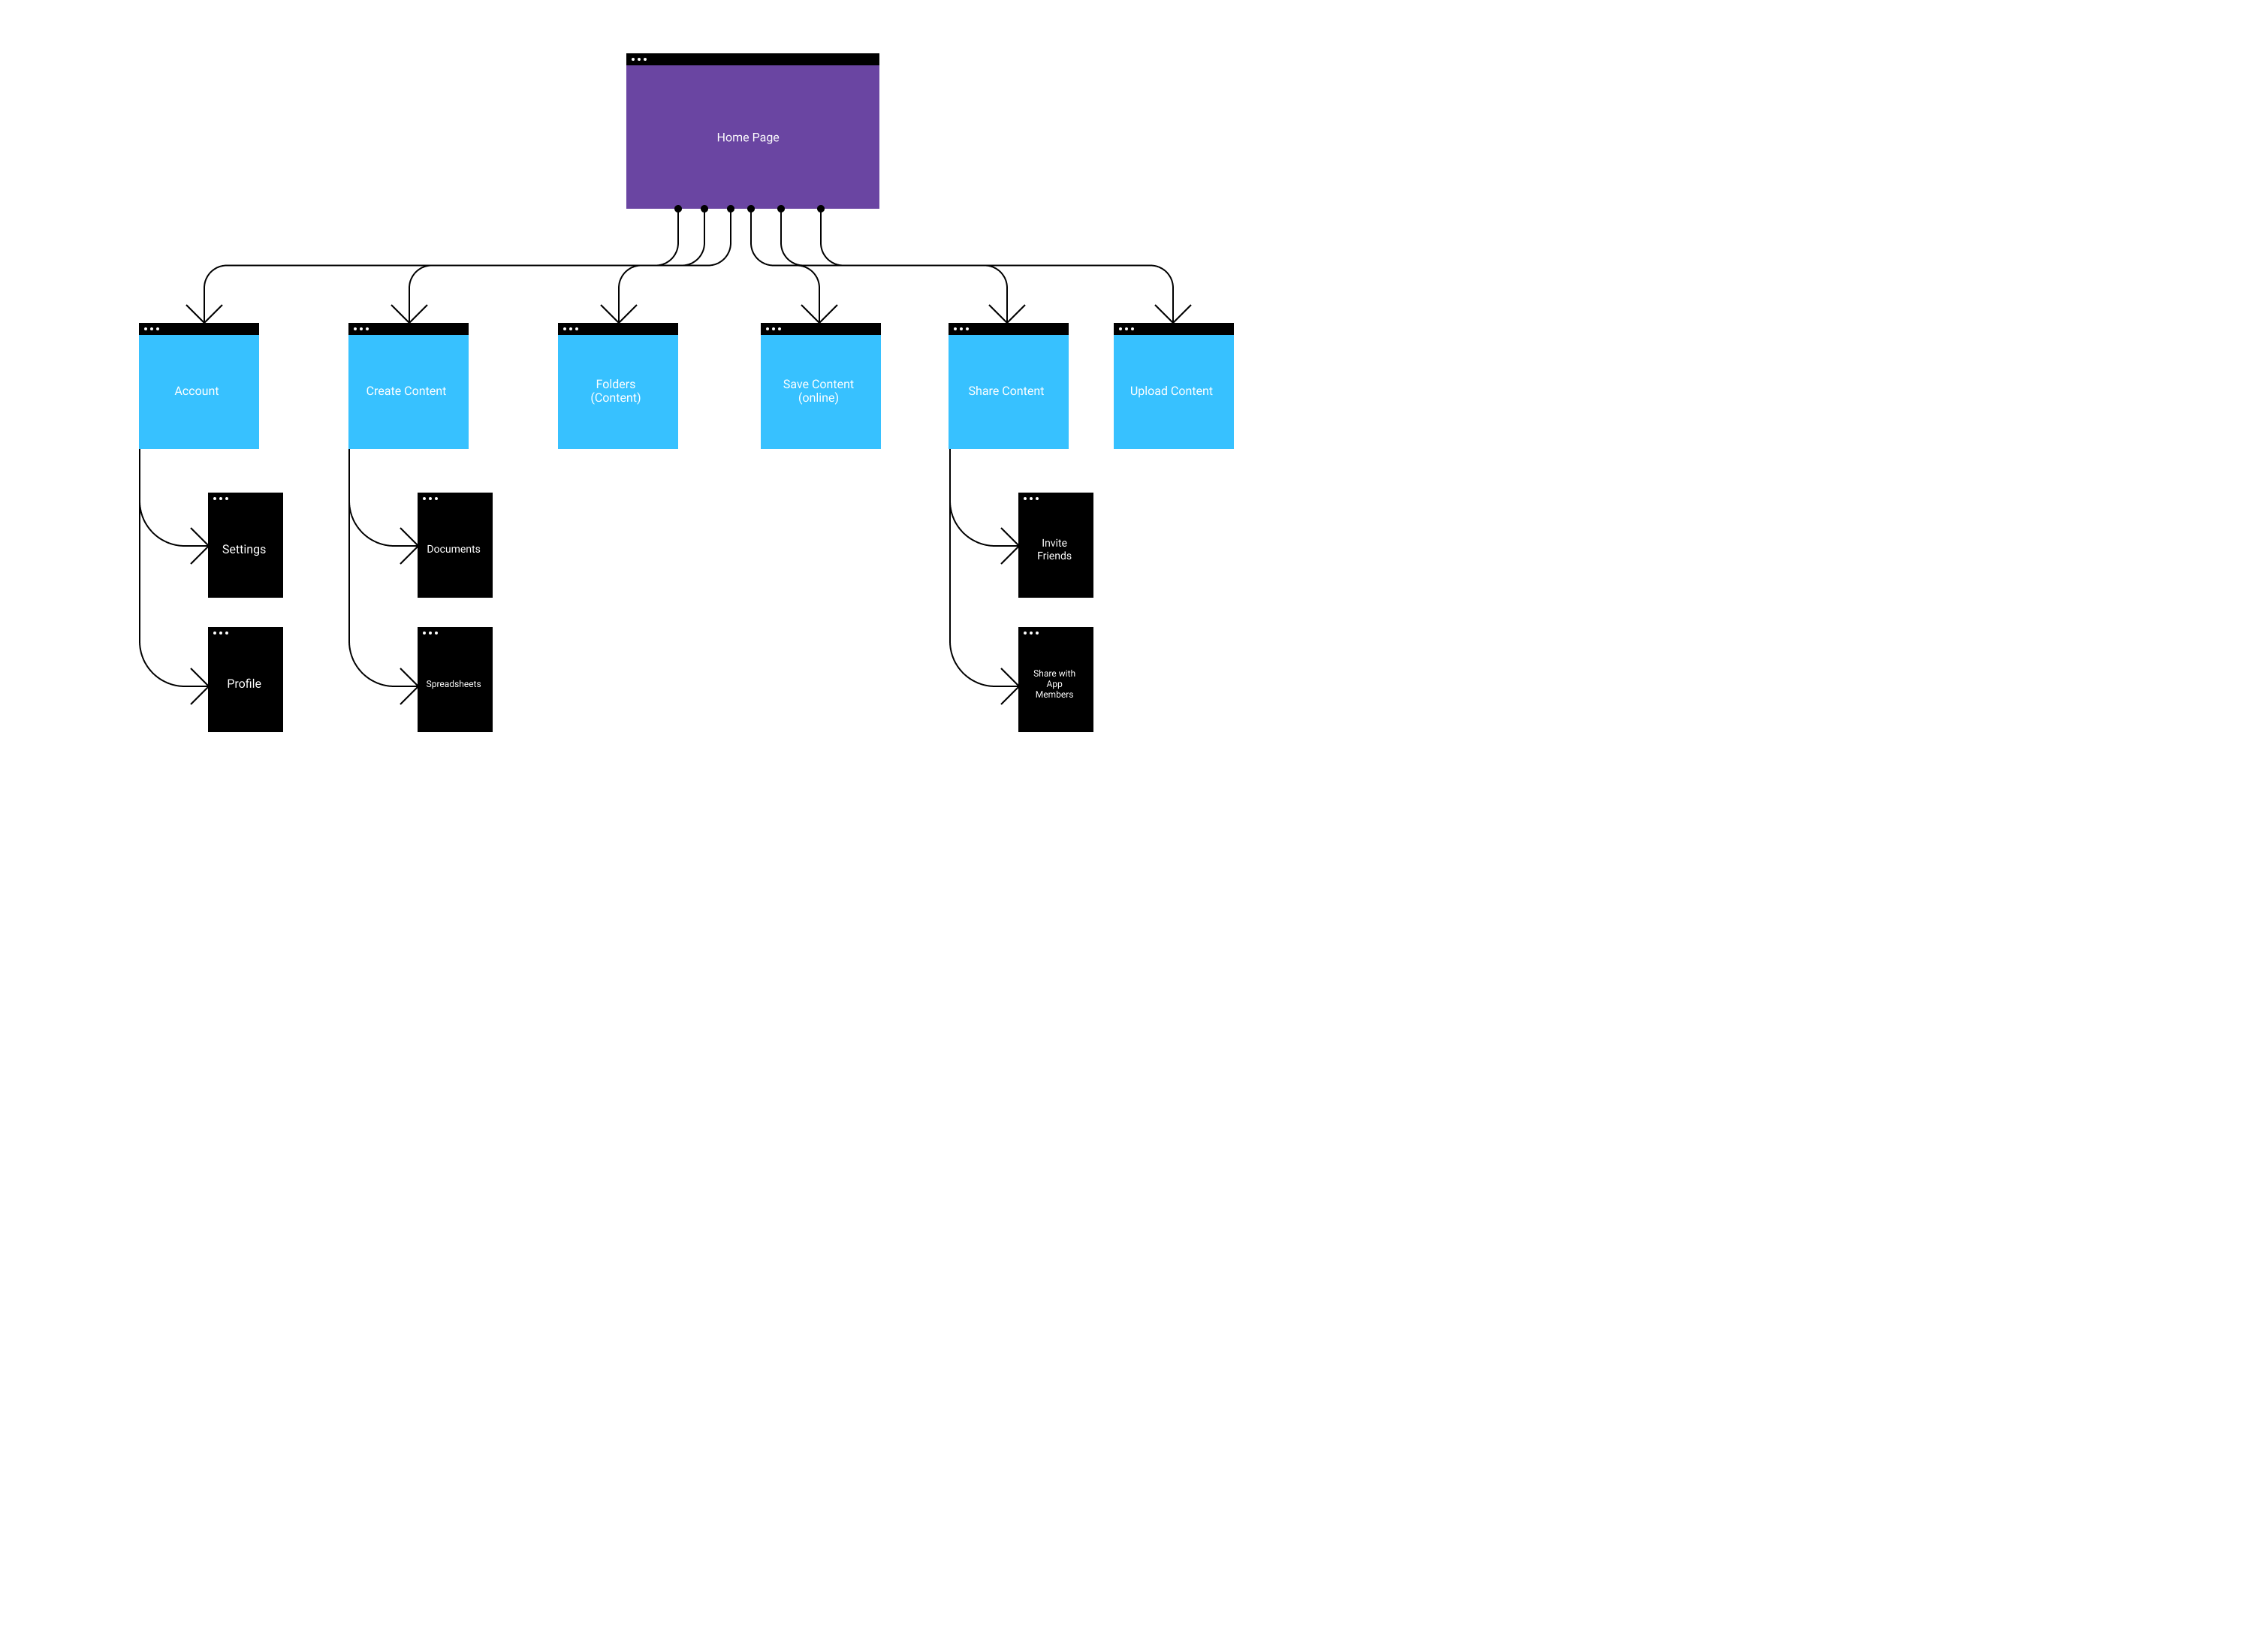 Home Page
Account
Create Content
Folders
(Content)
Save Content
(online)
Share Content
Upload Content
Settings
Documents
Invite
Friends
Profile
Spreadsheets
Share with
App
Members